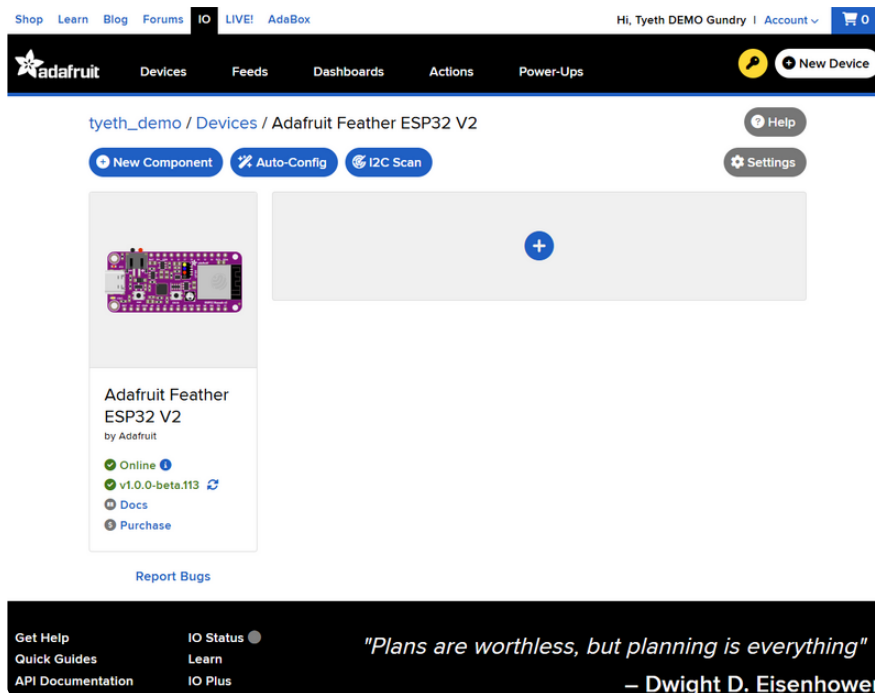 Shop Learn Blog Forums IO LIVE! AdaBox Hi, Tyeth DEMO Gundry | Account 0
adafruit Devices Feeds Dashboards Actions Power-Ups New Device
tyeth_demo / Devices / Adafruit Feather ESP32 V2 Help
New Component Auto-Config I2C Scan Settings
Adafruit Feather
ESP32 V2
by Adafruit
Online
v1.0.0-beta.113
Docs
Purchase
Report Bugs
Get Help IO Status "Plans are worthless, but planning is everything"
Quick Guides Learn
API Documentation IO Plus – Dwight D. Eisenhower